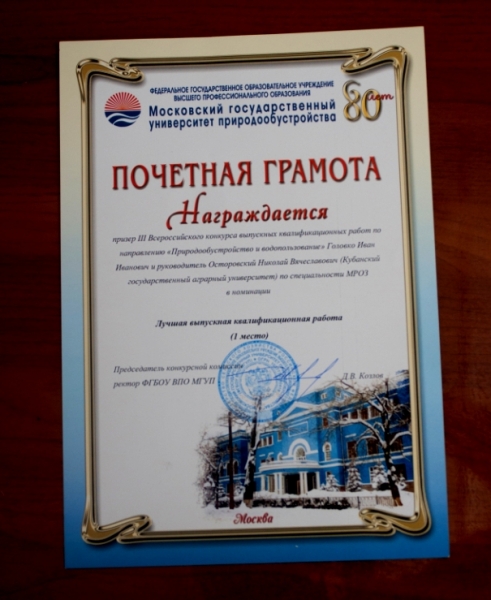 ФЕДЕРАЛЬНОЕ ГОСУДАРСТВЕННОЕ ОБРАЗОВАТЕЛЬНОЕ УЧРЕЖДЕНИЕ
ВЫСШЕГО ПРОФЕССИОНАЛЬНОГО ОБРАЗОВАНИЯ
Московский государственный
университет природообустройства
80 лет
ПОЧЕТНАЯ ГРАМОТА
Награждается
призер III Всероссийского конкурса выпускных квалификационных работ по
направлению «Природообустройство и водопользование» Головко Иван
Иванович и руководитель Островский Николай Вячеславович (Кубанский
государственный аграрный университет) по специальности МРОЗ
в номинации
Лучшая выпускная квалификационная работа
(1 место)
Председатель конкурсной комиссии
ректор ФГБОУ ВПО МГУП
Д.В. Козлов
Москва